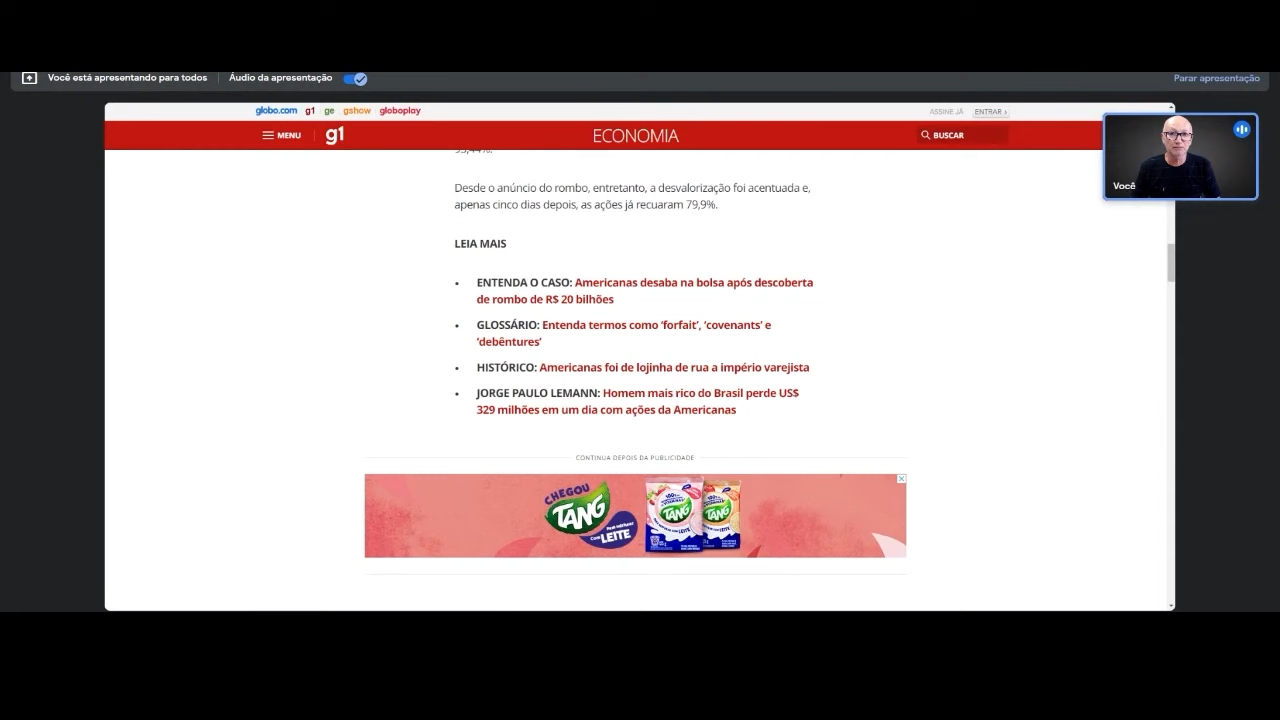 Você está apresentando para todos
Áudio da apresentação
Parar apresentação
globo.com g1 ge gshow globoplay
ASSINE JÁ ENTRAR ›
MENU g1 ECONOMIA BUSCAR
Você
Desde o anúncio do rombo, entretanto, a desvalorização foi acentuada e,
apenas cinco dias depois, as ações já recuaram 79,9%.
LEIA MAIS
• ENTENDA O CASO: Americanas desaba na bolsa após descoberta
de rombo de R$ 20 bilhões
• GLOSSÁRIO: Entenda termos como ‘forfait’, ‘covenants’ e
‘debêntures’
• HISTÓRICO: Americanas foi de lojinha de rua a império varejista
• JORGE PAULO LEMANN: Homem mais rico do Brasil perde US$
329 milhões em um dia com ações da Americanas
CONTINUA DEPOIS DA PUBLICIDADE
CHEGOU
TANG
com LEITE
TANG
TANG